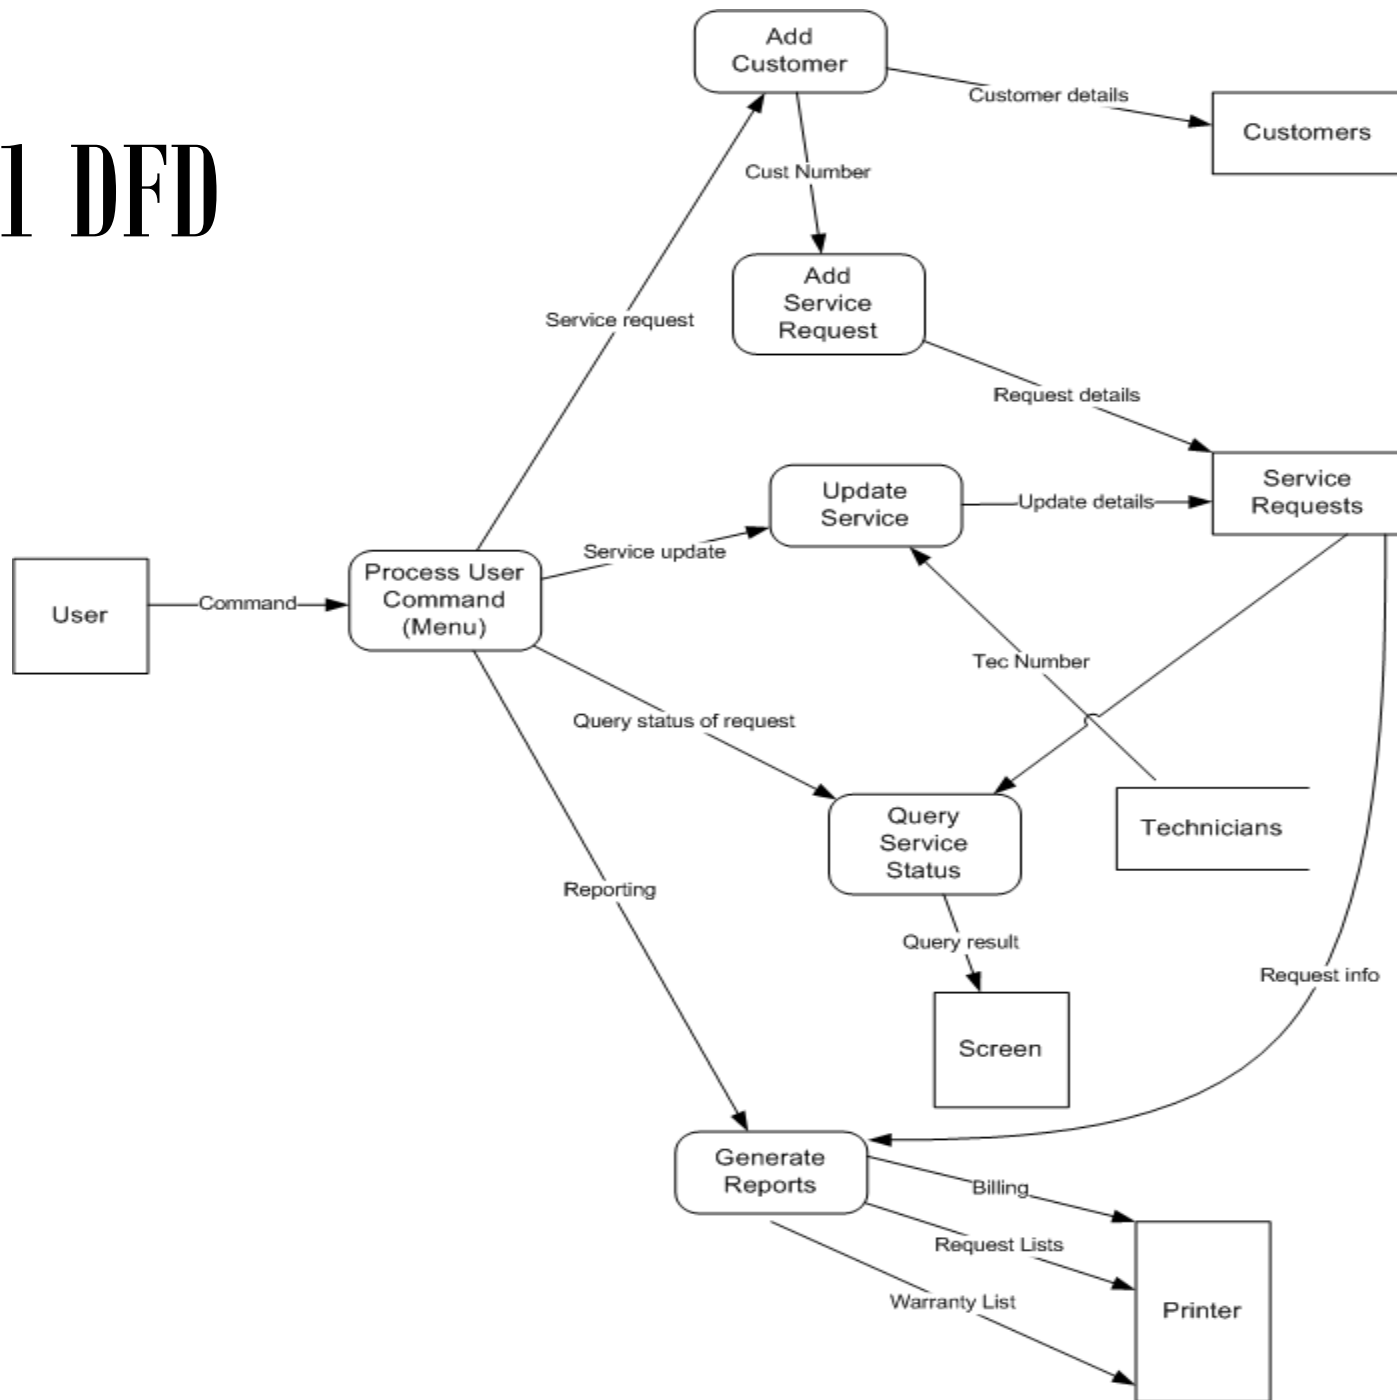 Add
Customer
Customer details
Customers
1 DFD
Cust Number
Add
Service
Request
Service request
Request details
Service
Requests
Update
Service
Update details
Service update
Process User
Command
(Menu)
User
Command
Tec Number
Query status of request
Query
Service
Status
Technicians
Reporting
Query result
Request info
Screen
Generate
Reports
Billing
Request Lists
Warranty List
Printer